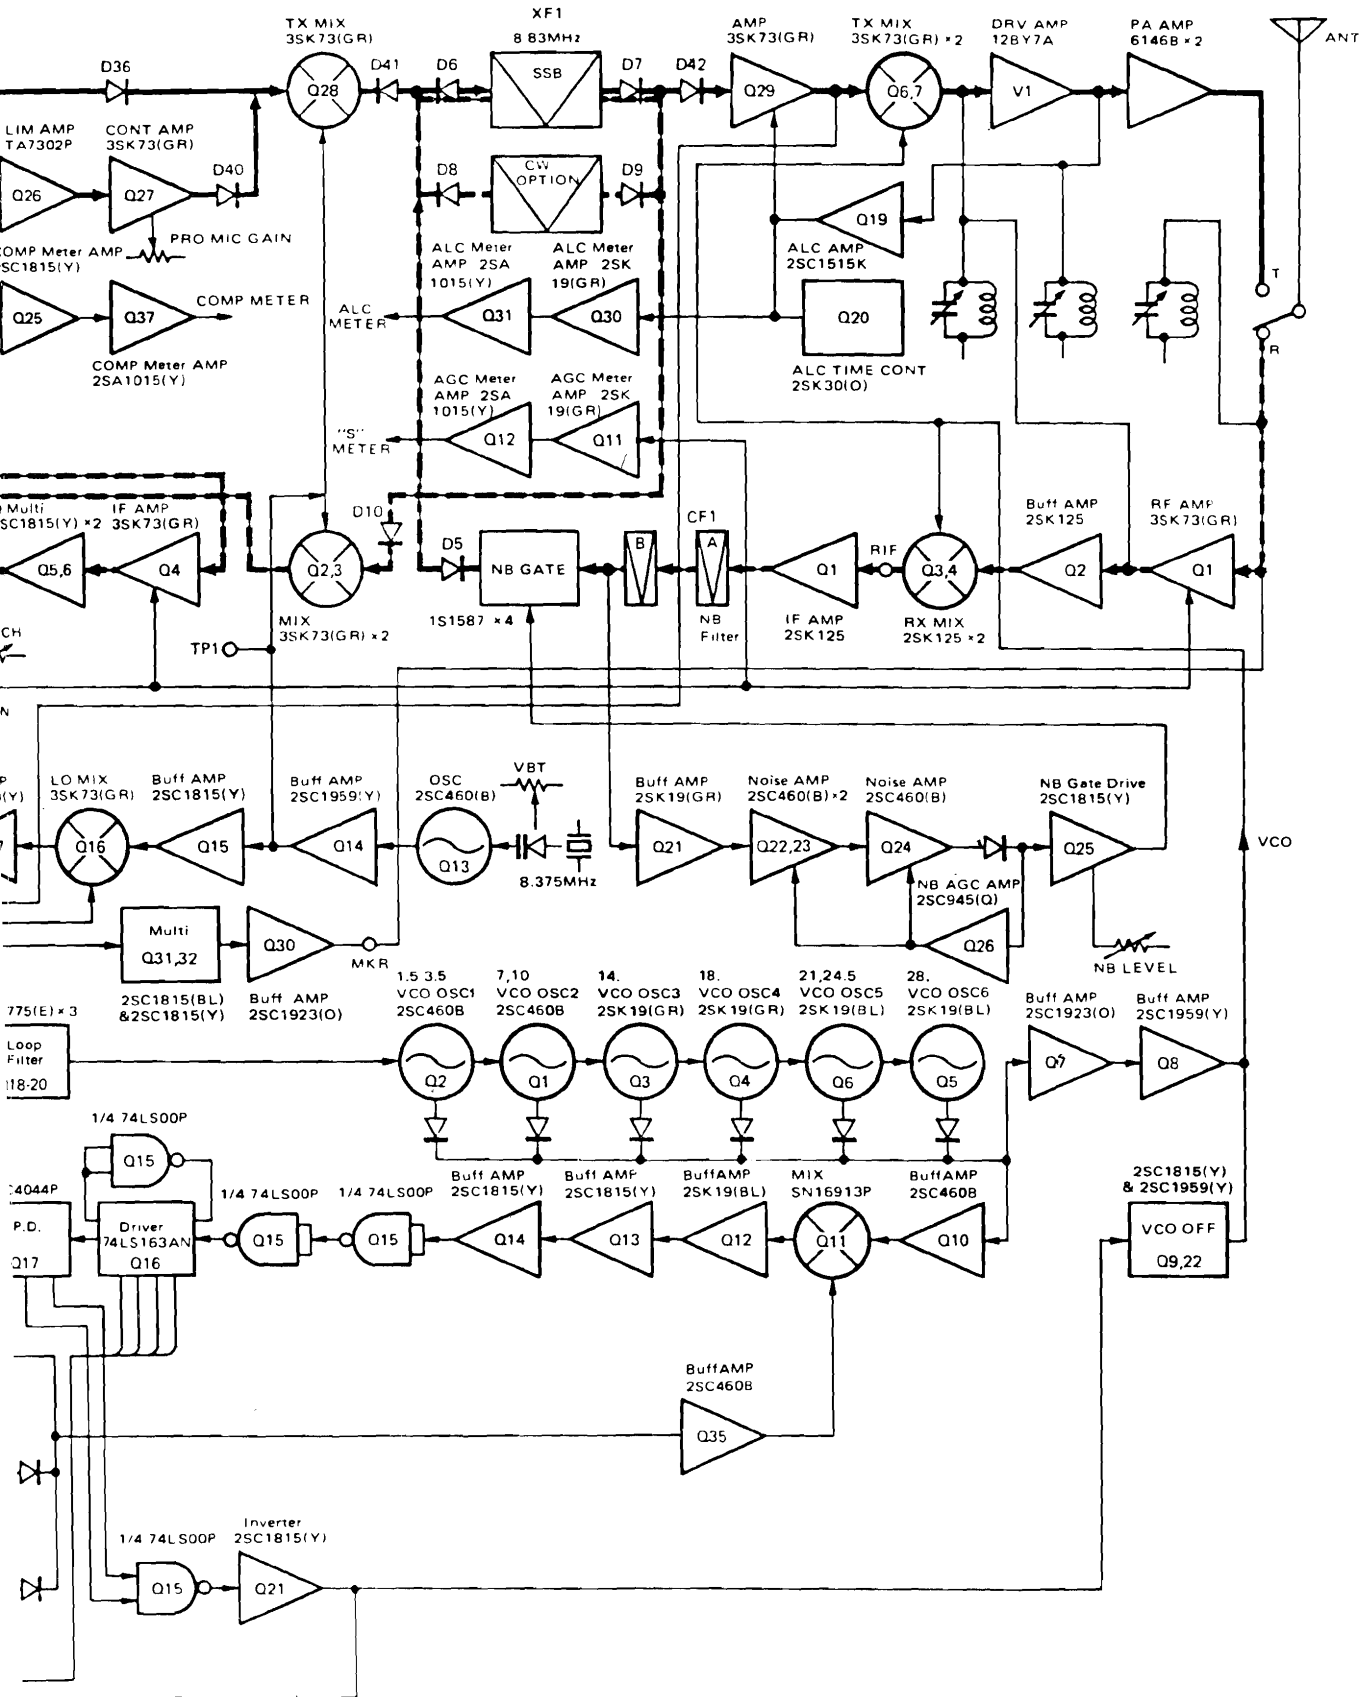 TX MIX
3SK73(GR)
XF1
8 83MHz
AMP
3SK73(GR)
TX MIX
3SK73(GR) ×2
DRV AMP
12BY7A
PA AMP
6146B ×2
ANT
D36
Q28
D41
D6
SSB
D7
D42
Q29
Q6,7
V1
LIM AMP
TA7302P
CONT AMP
3SK73(GR)
Q26
Q27
D40
D8
CW
OPTION
D9
Q19
PRO MIC GAIN
COMP Meter AMP
2SC1815(Y)
ALC Meter
AMP 2SA
1015(Y)
ALC Meter
AMP 2SK
19(GR)
ALC AMP
2SC1515K
T
Q25
Q37
COMP METER
ALC
METER
Q31
Q30
Q20
R
COMP Meter AMP
2SA1015(Y)
ALC TIME CONT
2SK30(O)
AGC Meter
AMP 2SA
1015(Y)
AGC Meter
AMP 2SK
19(GR)
"S"
METER
Q12
Q11
Multi
SC1815(Y) ×2
IF AMP
3SK73(GR)
D10
CF1
Buff AMP
2SK125
RF AMP
3SK73(GR)
Q5,6
Q4
Q2,3
D5
NB GATE
B
A
Q1
RIF
Q3,4
Q2
Q1
MIX
3SK73(GR) ×2
1S1587 ×4
NB
Filter
IF AMP
2SK125
RX MIX
2SK125 ×2
CH
TP1
N
P
(Y)
LO MIX
3SK73(GR)
Buff AMP
2SC1815(Y)
Buff AMP
2SC1959(Y)
OSC
2SC460(B)
VBT
Buff AMP
2SK19(GR)
Noise AMP
2SC460(B)×2
Noise AMP
2SC460(B)
NB Gate Drive
2SC1815(Y)
7
Q16
Q15
Q14
Q13
8.375MHz
Q21
Q22,23
Q24
Q25
VCO
NB AGC AMP
2SC945(Q)
Multi
Q31,32
Q30
MKR
Q26
NB LEVEL
2SC1815(BL)
&2SC1815(Y)
Buff AMP
2SC1923(O)
1.5 3.5
VCO OSC1
2SC460B
7,10
VCO OSC2
2SC460B
14.
VCO OSC3
2SK19(GR)
18.
VCO OSC4
2SK19(GR)
21,24.5
VCO OSC5
2SK19(BL)
28.
VCO OSC6
2SK19(BL)
Buff AMP
2SC1923(O)
Buff AMP
2SC1959(Y)
775(E) × 3
Loop
Filter
18-20
Q2
Q1
Q3
Q4
Q6
Q5
Q7
Q8
1/4 74LS00P
Q15
C4044P
P.D.
Q17
Driver
74LS163AN
Q16
1/4 74LS00P
Q15
1/4 74LS00P
Q15
Buff AMP
2SC1815(Y)
Q14
Buff AMP
2SC1815(Y)
Q13
BuffAMP
2SK19(BL)
Q12
MIX
SN16913P
Q11
BuffAMP
2SC460B
Q10
2SC1815(Y)
& 2SC1959(Y)
VCO OFF
Q9,22
BuffAMP
2SC460B
Q35
1/4 74LS00P
Q15
Inverter
2SC1815(Y)
Q21